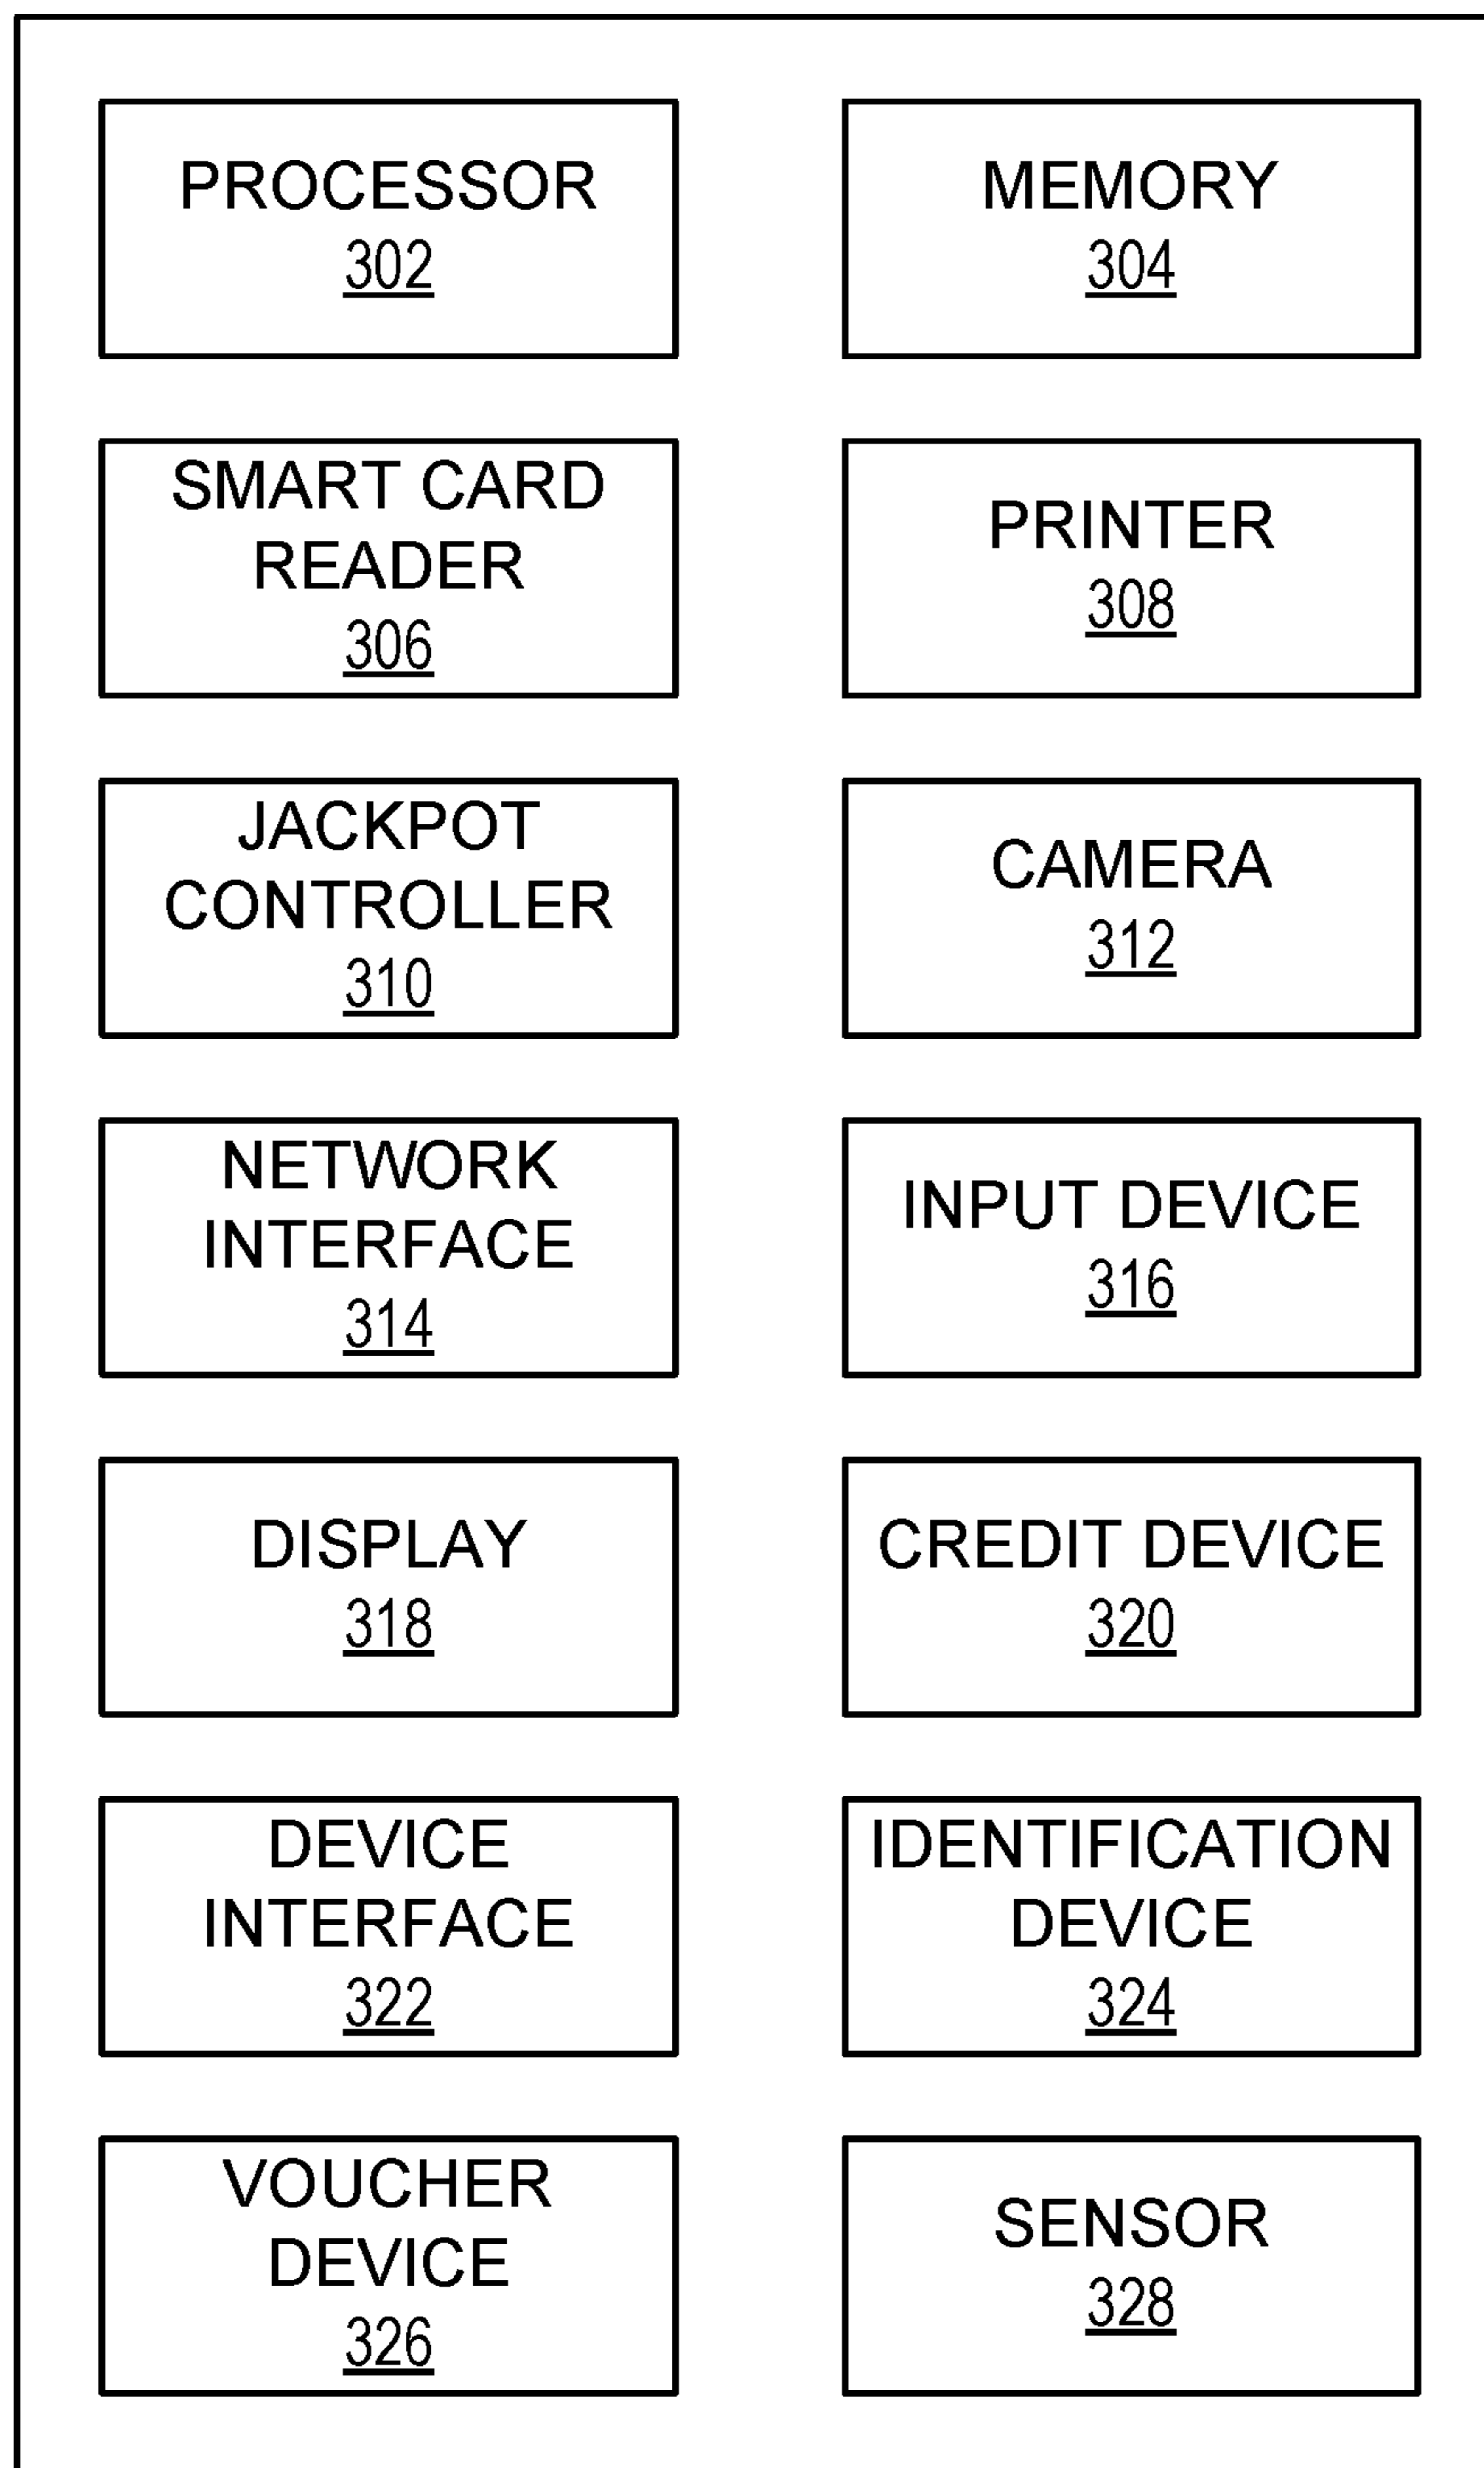 PROCESSOR
302
MEMORY
304
SMART CARD
READER
306
PRINTER
308
JACKPOT
CONTROLLER
310
CAMERA
312
NETWORK
INTERFACE
314
INPUT DEVICE
316
DISPLAY
318
CREDIT DEVICE
320
DEVICE
INTERFACE
322
IDENTIFICATION
DEVICE
324
VOUCHER
DEVICE
326
SENSOR
328